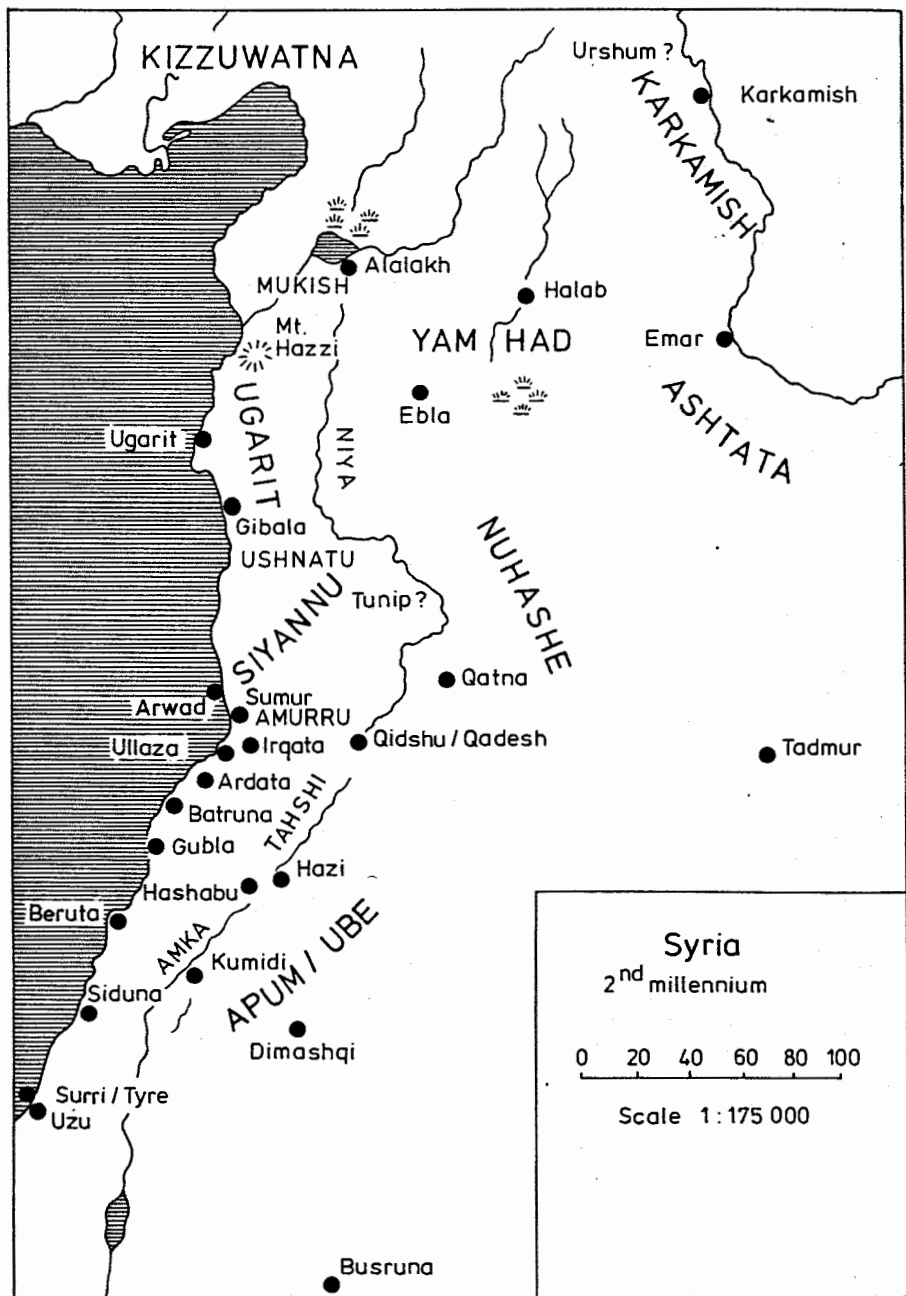 KIZZUWATNA
Urshum ?
KARKAMISH
Karkamish
Alalakh
MUKISH
Halab
Mt.
Hazzi
YAM HAD
Emar
Ebla
ASHTATA
UGARIT
Ugarit
NIYA
Gibala
USHNATU
NUHASHE
Tunip ?
SIYANNU
Qatna
Arwad
Sumur
AMURRU
Ullaza
Irqata
Qidshu / Qadesh
Tadmur
Ardata
TAHSHI
Batruna
Gubla
Hazi
Hashabu
Beruta
AMKA
APUM / UBE
Kumidi
Siduna
Dimashqi
Surri / Tyre
Uzu
Busruna
Syria
2nd millennium
0 20 40 60 80 100
Scale 1 : 175 000